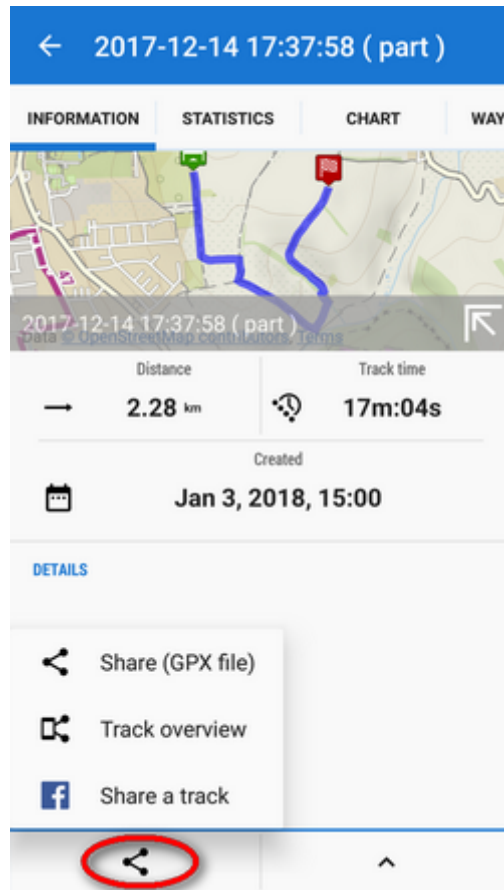 2017-12-14 17:37:58 ( part )
INFORMATION STATISTICS CHART WAY
47
2017-12-14 17:37:58 ( part )
Data © OpenStreetMap contributors, Terms
Distance Track time
2.28 km 17m:04s
Created
Jan 3, 2018, 15:00
DETAILS
Share (GPX file)
Track overview
Share a track